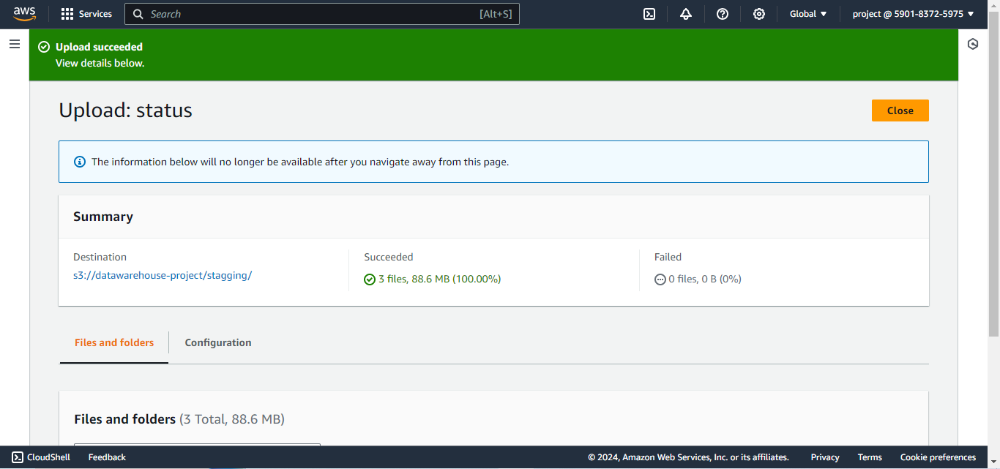 aws
Services
Search [Alt+S]
Global
project @ 5901-8372-5975
Upload succeeded
View details below.
Upload: status
Close
The information below will no longer be available after you navigate away from this page.
Summary
Destination
s3://datawarehouse-project/stagging/
Succeeded
3 files, 88.6 MB (100.00%)
Failed
0 files, 0 B (0%)
Files and folders
Configuration
Files and folders (3 Total, 88.6 MB)
CloudShell
Feedback
© 2024, Amazon Web Services, Inc. or its affiliates.
Privacy
Terms
Cookie preferences